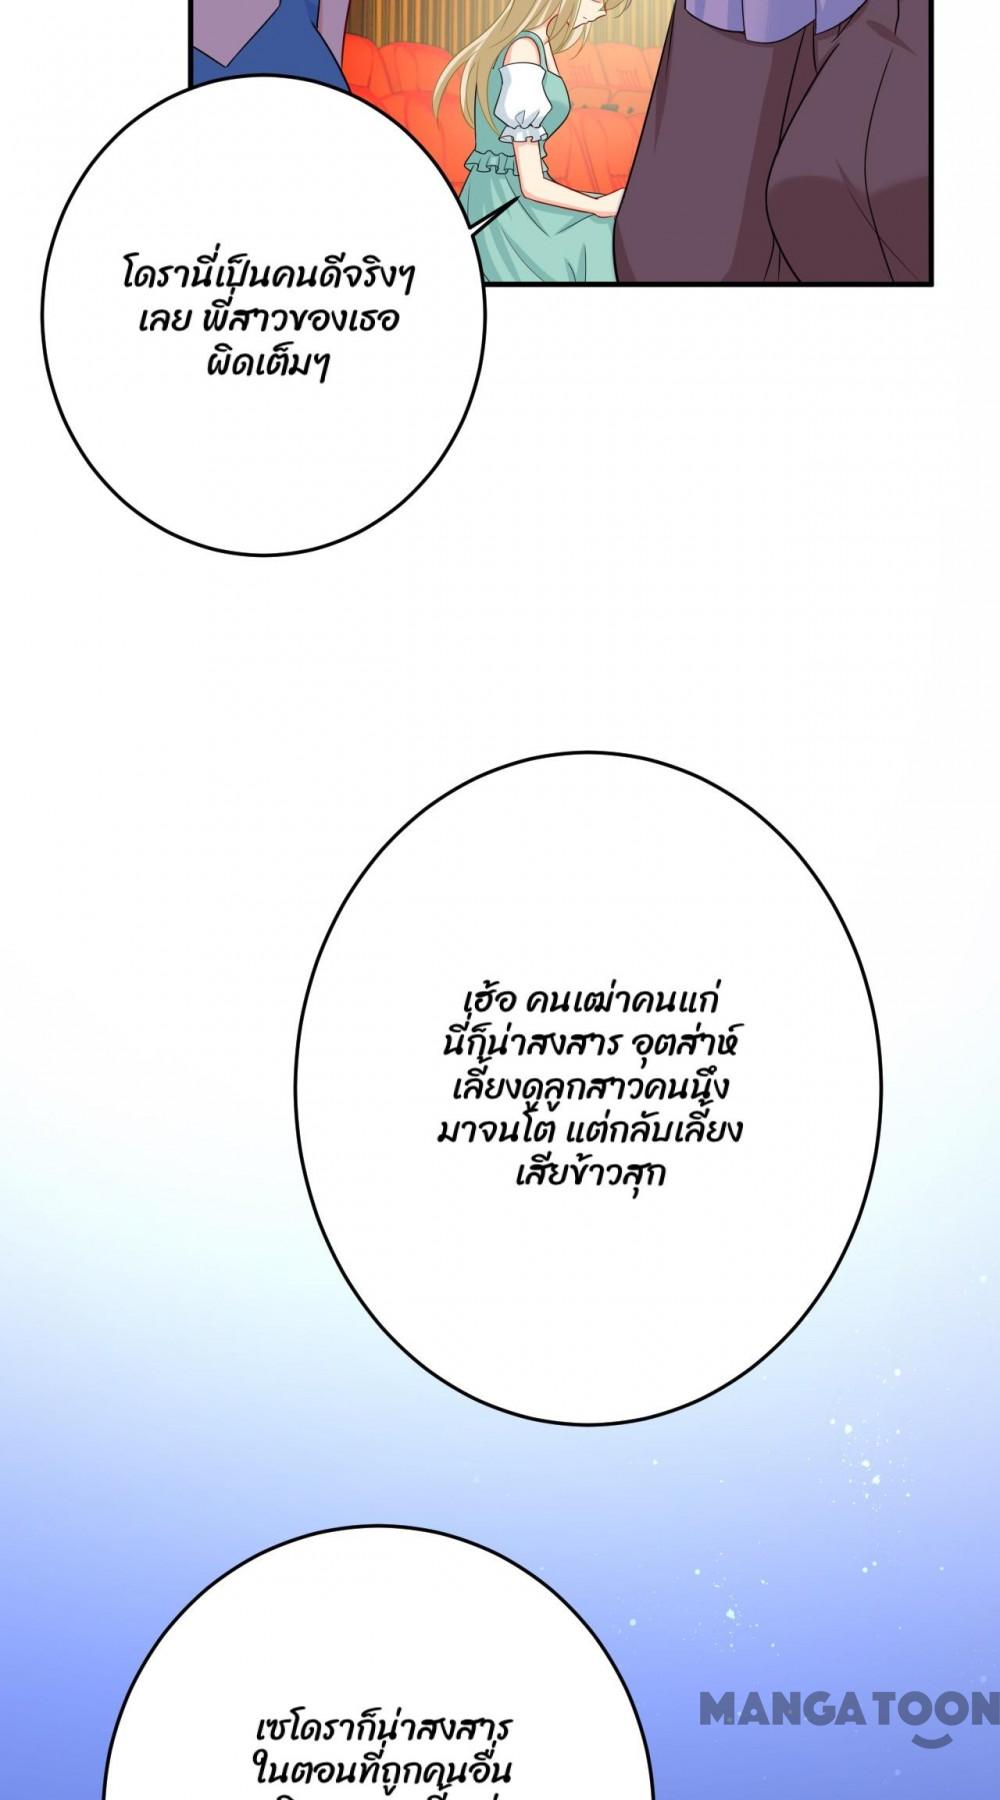 โดรานี่เป็นคนดีจริงๆ
เลย พี่สาวของเธอ
ผิดเต็มๆ
เฮ้อ คนเฒ่าคนแก่
นี่ก็น่าสงสาร อุตส่าห์
เลี้ยงดูลูกสาวคนนึง
มาจนโต แต่กลับเลี้ยง
เสียข้าวสุก
MANGATOON
เซโดราก็น่าสงสาร
ในตอนที่ถูกคนอื่น